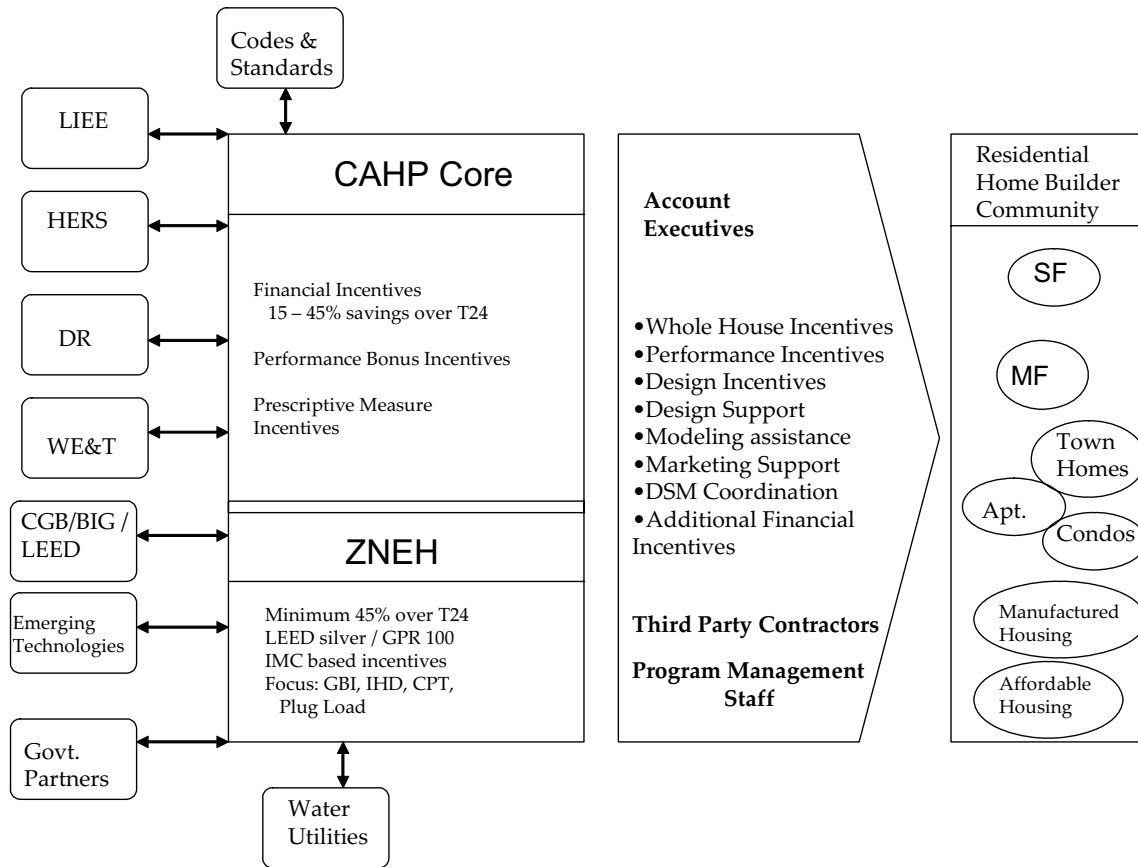 Codes &
Standards
LIEE
HERS
DR
WE&T
CGB/BIG /
LEED
Emerging
Technologies
Govt.
Partners
CAHP Core
Financial Incentives
15 – 45% savings over T24
Performance Bonus Incentives
Prescriptive Measure
Incentives
ZNEH
Minimum 45% over T24
LEED silver / GPR 100
IMC based incentives
Focus: GBI, IHD, CPT,
Plug Load
Water
Utilities
Account
Executives
•Whole House Incentives
•Performance Incentives
•Design Incentives
•Design Support
•Modeling assistance
•Marketing Support
•DSM Coordination
•Additional Financial
Incentives
Third Party Contractors
Program Management
Staff
Residential
Home Builder
Community
SF
MF
Town
Homes
Apt.
Condos
Manufactured
Housing
Affordable
Housing